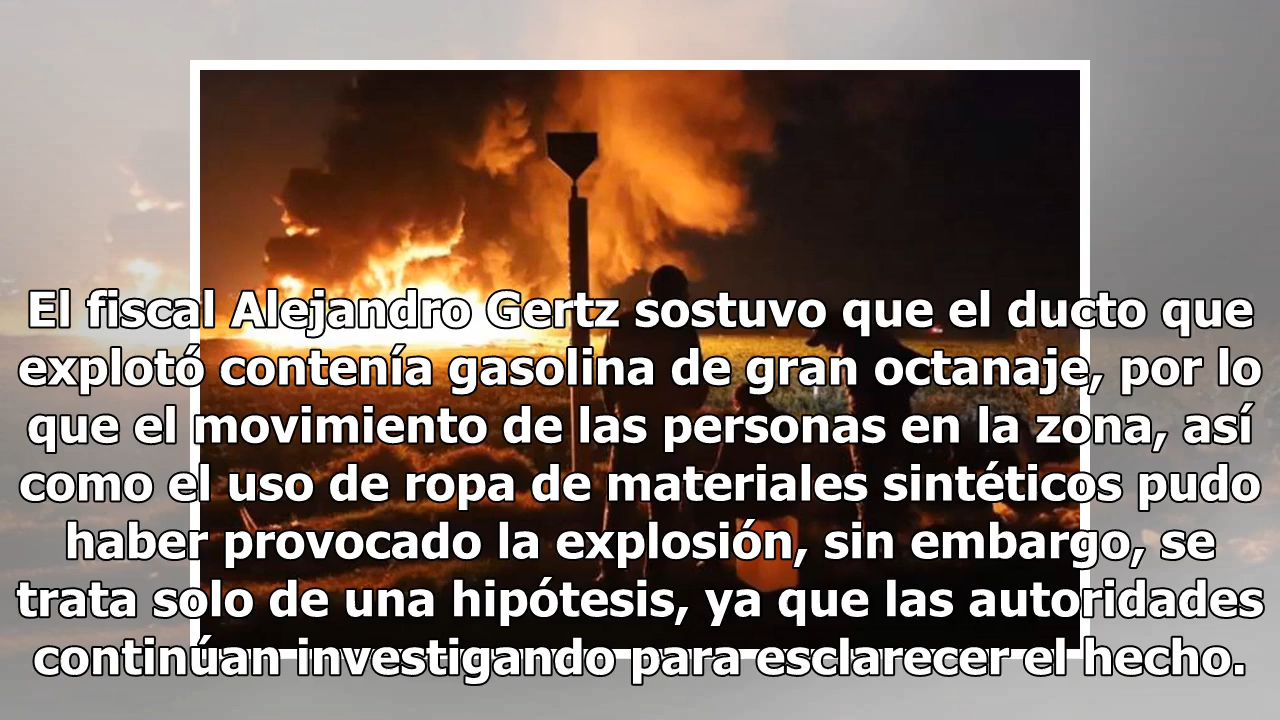 El fiscal Alejandro Gertz sostuvo que el ducto que
explotó contenía gasolina de gran octanaje, por lo
que el movimiento de las personas en la zona, así
como el uso de ropa de materiales sintéticos pudo
haber provocado la explosión, sin embargo, se
trata solo de una hipótesis, ya que las autoridades
continúan investigando para esclarecer el hecho.